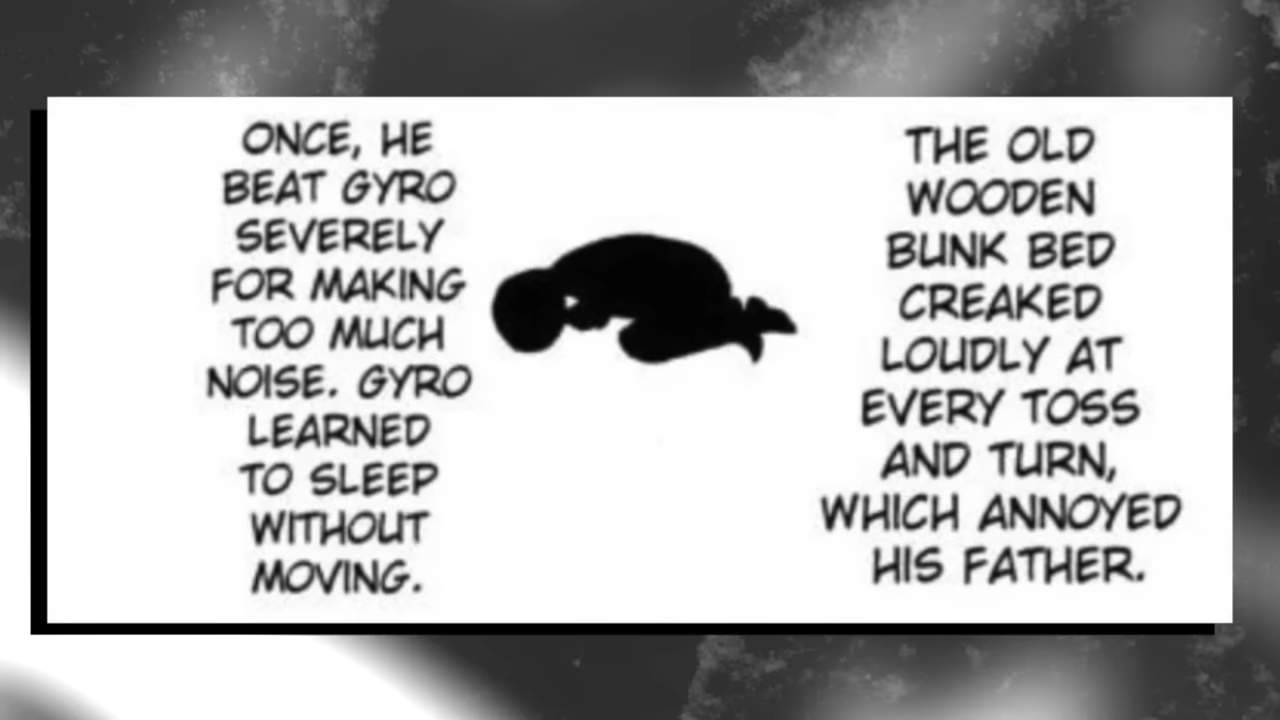 THE OLD
WOODEN
BUNK BED
CREAKED
LOUDLY AT
EVERY TOSS
AND TURN,
WHICH ANNOYED
HIS FATHER.
ONCE, HE
BEAT GYRO
SEVERELY
FOR MAKING
TOO MUCH
NOISE. GYRO
LEARNED
TO SLEEP
WITHOUT
MOVING.